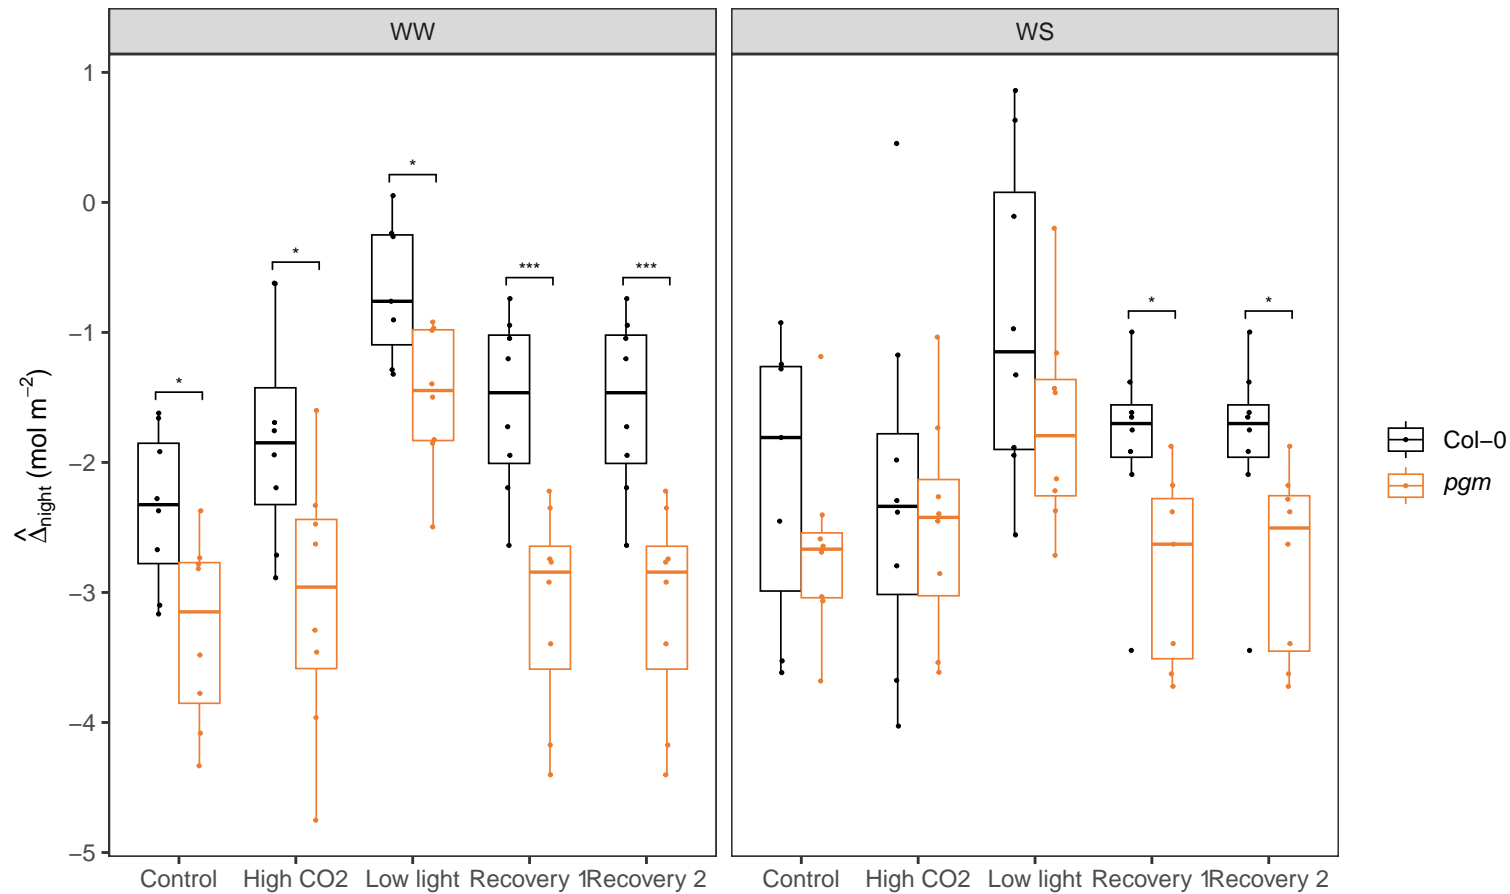 WW WS
1
0
−1
−2
−3
−4
−5
Δ̂night (mol m−2)
* * * *** *** * *
Control High CO2 Low light Recovery 1 Recovery 2 Control High CO2 Low light Recovery 1 Recovery 2
Col−0
pgm